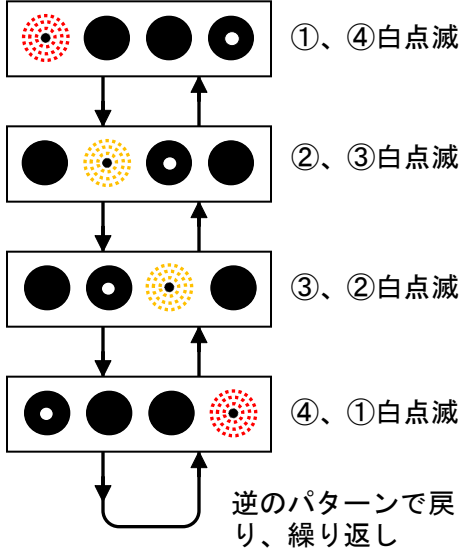 ①、④白点滅
②、③白点滅
③、②白点滅
④、①白点滅
逆のパターンで戻
り、繰り返し